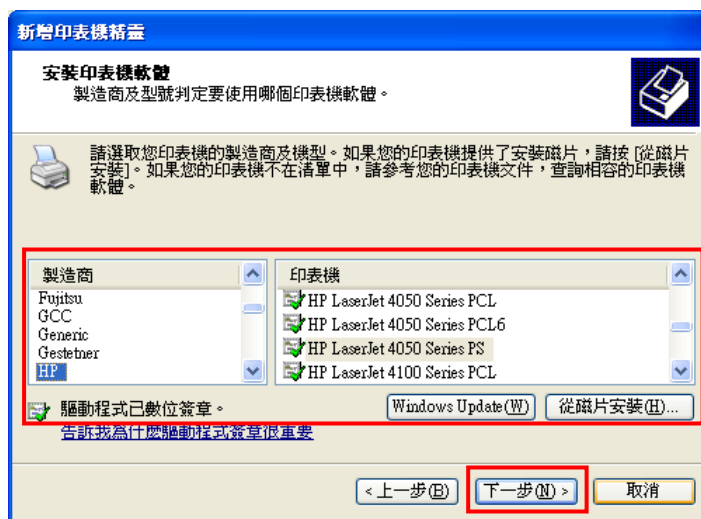 新增印表機精靈
安裝印表機軟體
製造商及型號判定要使用哪個印表機軟體。
請選取您印表機的製造商及機型。如果您的印表機提供了安裝磁片，請按 [從磁片
安裝]。如果您的印表機不在清單中，請參考您的印表機文件，查詢相容的印表機
軟體。
製造商
Fujitsu
GCC
Generic
Gestetner
HP
印表機
HP LaserJet 4050 Series PCL
HP LaserJet 4050 Series PCL6
HP LaserJet 4050 Series PS
HP LaserJet 4100 Series PCL
驅動程式已數位簽章。
Windows Update(W)
從磁片安裝(H)...
告訴我為什麼驅動程式簽章很重要
<上一步(B)
下一步(N) >
取消